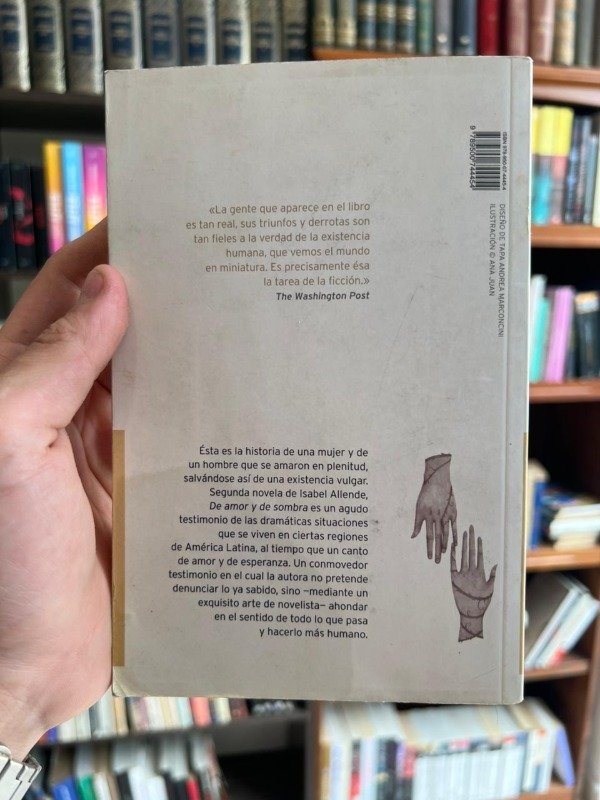 «La gente que aparece en el libro
es tan real, sus triunfos y derrotas son
tan fieles a la verdad de la existencia
humana, que vemos el mundo
en miniatura. Es precisamente ésa
la tarea de la ficción.»
The Washington Post
Ésta es la historia de una mujer y de
un hombre que se amaron en plenitud,
salvándose así de una existencia vulgar.
Segunda novela de Isabel Allende,
De amor y de sombra es un agudo
testimonio de las dramáticas situaciones
que se viven en ciertas regiones
de América Latina, al tiempo que un canto
de amor y de esperanza. Un conmovedor
testimonio en el cual la autora no pretende
denunciar lo ya sabido, sino —mediante un
exquisito arte de novelista— ahondar
en el sentido de todo lo que pasa
y hacerlo más humano.
9 789500 744454
DISEÑO DE TAPA ANDREA MARCONCINI
ILUSTRACIÓN © ANA JUAN